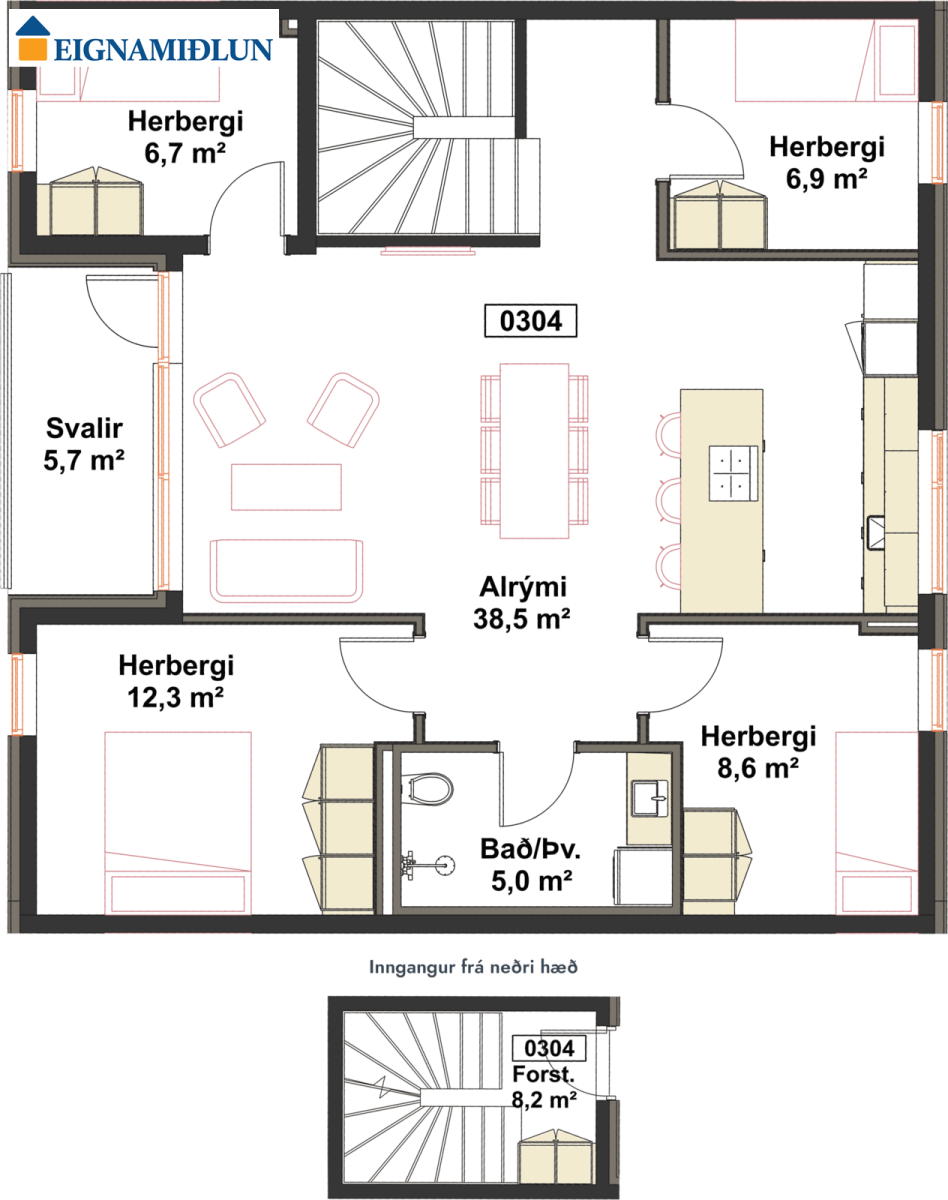 EIGNAMIÐLUN
Herbergi
6,7 m²
Herbergi
6,9 m²
0304
Svalir
5,7 m²
Alrými
38,5 m²
Herbergi
12,3 m²
Herbergi
8,6 m²
Bað/Þv.
5,0 m²
Inngangur frá neðri hæð
0304
Forst.
8,2 m²